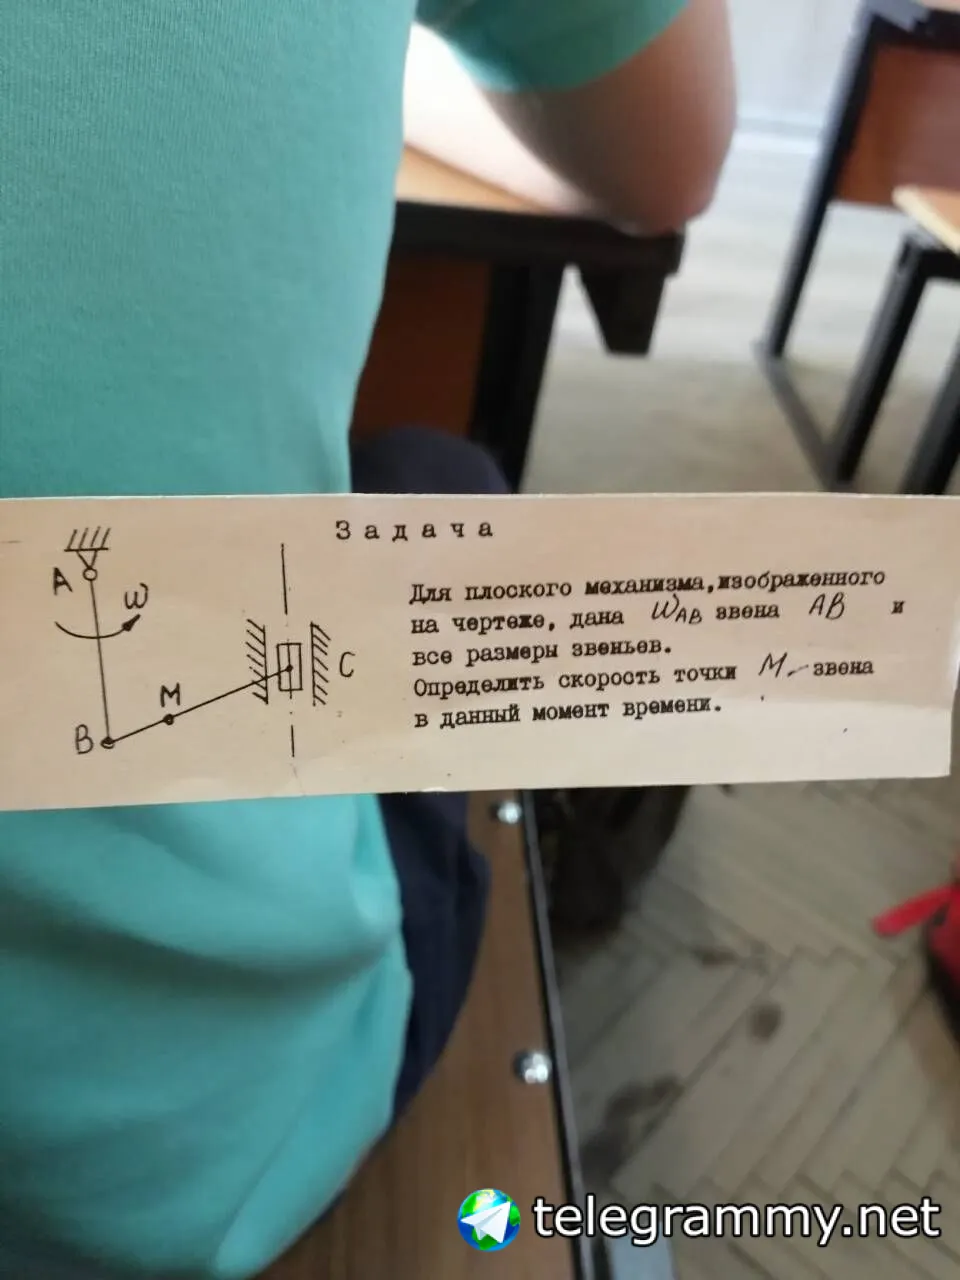 Задача
A
W
M
B
C
Для плоского механизма,изображенного
на чертеже, дана WAB звена AB и
все размеры звеньев.
Определить скорость точки M звена
в данный момент времени.
telegrammy.net